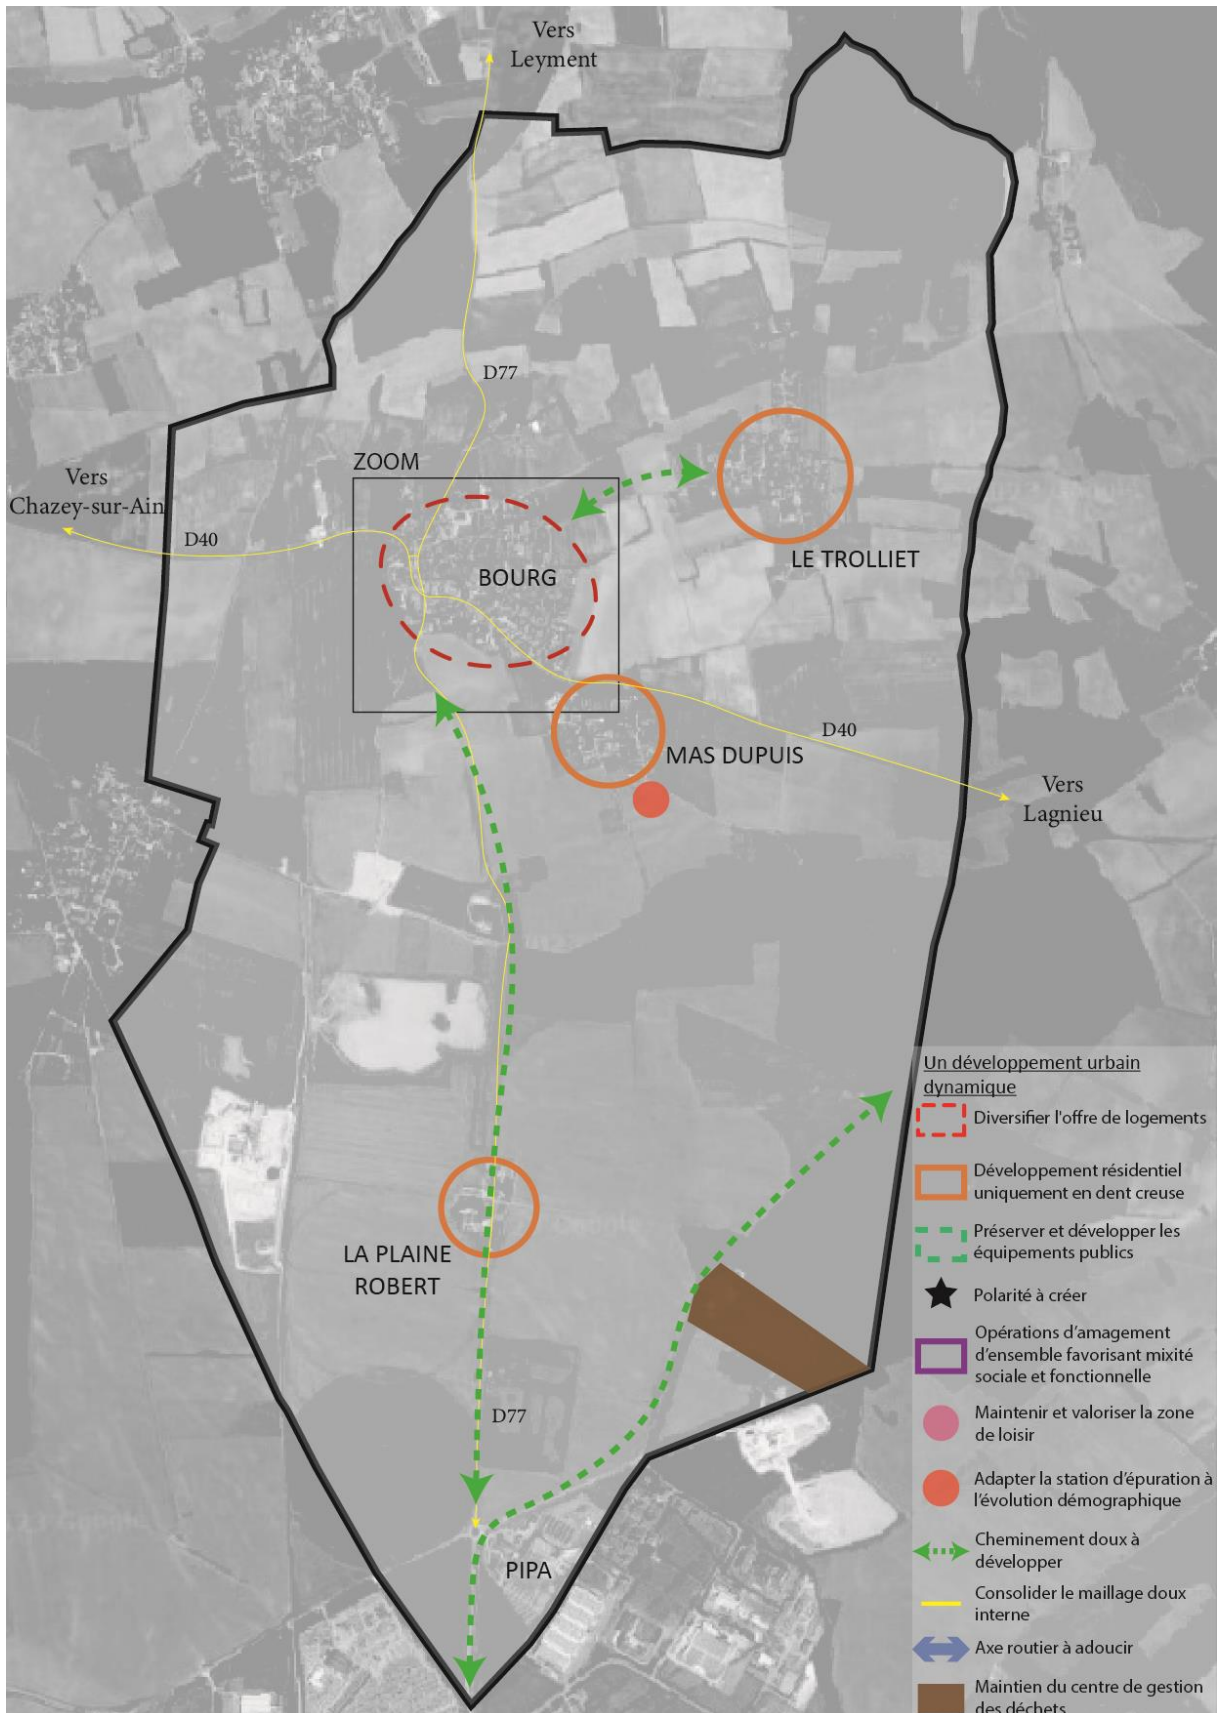 Vers
Leyment
D77
ZOOM
Vers
Chazey-sur-Ain
D40
BOURG
LE TROLLIET
MAS DUPUIS
D40
Vers
Lagnieu
LA PLAINE
ROBERT
D77
PIPA
Un développement urbain
dynamique
Diversifier l'offre de logements
Développement résidentiel
uniquement en dent creuse
Préserver et développer les
équipements publics
Polarité à créer
Opérations d'amagement
d'ensemble favorisant mixité
sociale et fonctionnelle
Maintenir et valoriser la zone
de loisir
Adapter la station d'épuration à
l'évolution démographique
Cheminement doux à
développer
Consolider le maillage doux
interne
Axe routier à adoucir
Maintien du centre de gestion
des déchets